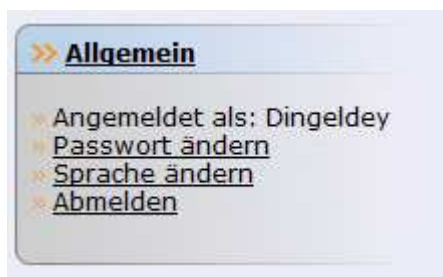 » Allgemein
» Angemeldet als: Dingeldey
» Passwort ändern
» Sprache ändern
» Abmelden